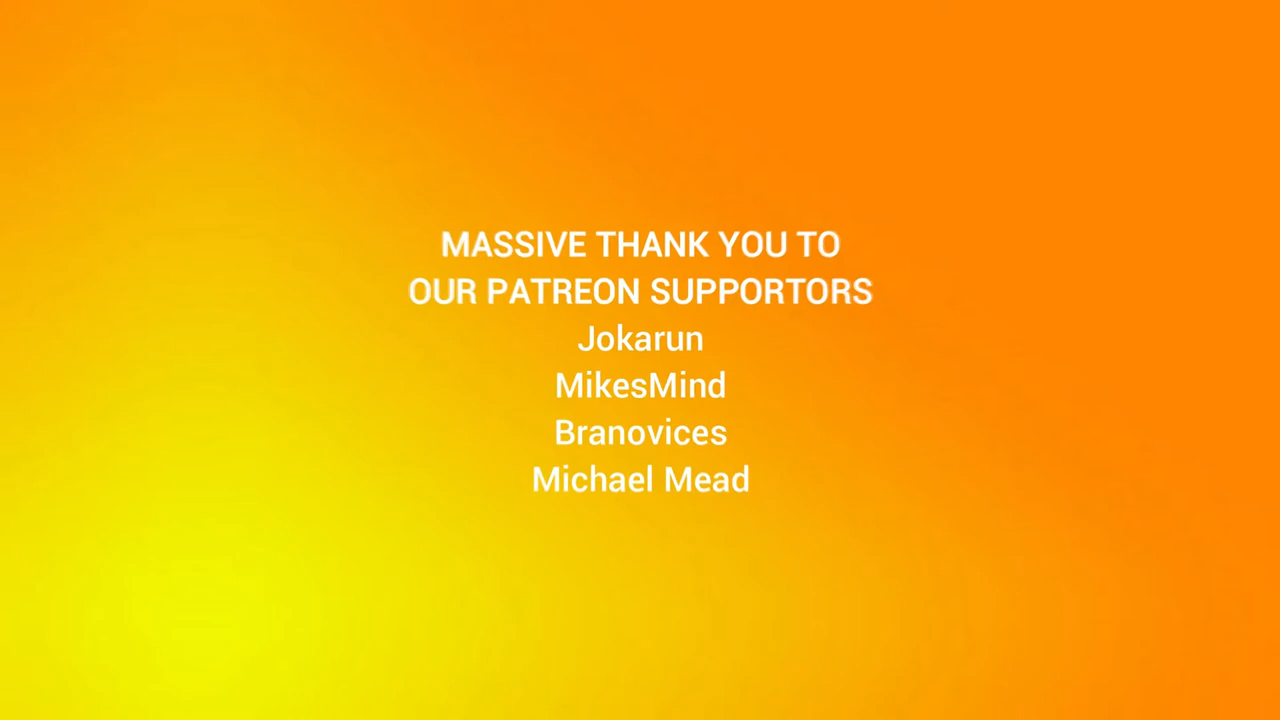 MASSIVE THANK YOU TO
OUR PATREON SUPPORTORS
Jokarun
MikesMind
Branovices
Michael Mead